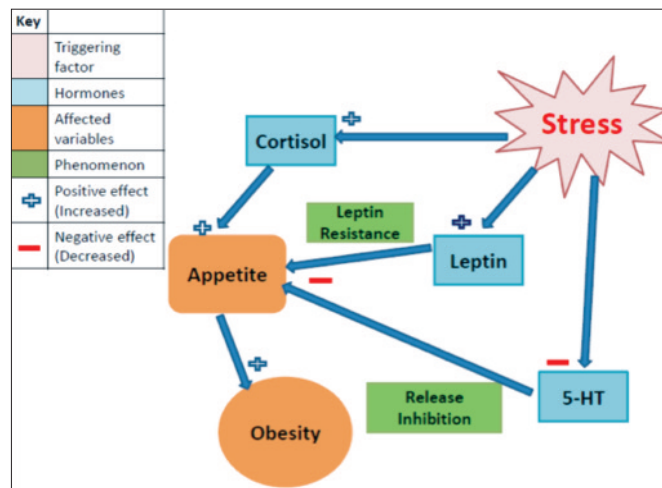 Key
Triggering
factor
Hormones
Affected
variables
Phenomenon
Positive effect
(Increased)
Negative effect
(Decreased)
Stress
Cortisol
Leptin
Resistance
Leptin
Appetite
5-HT
Release
Inhibition
Obesity